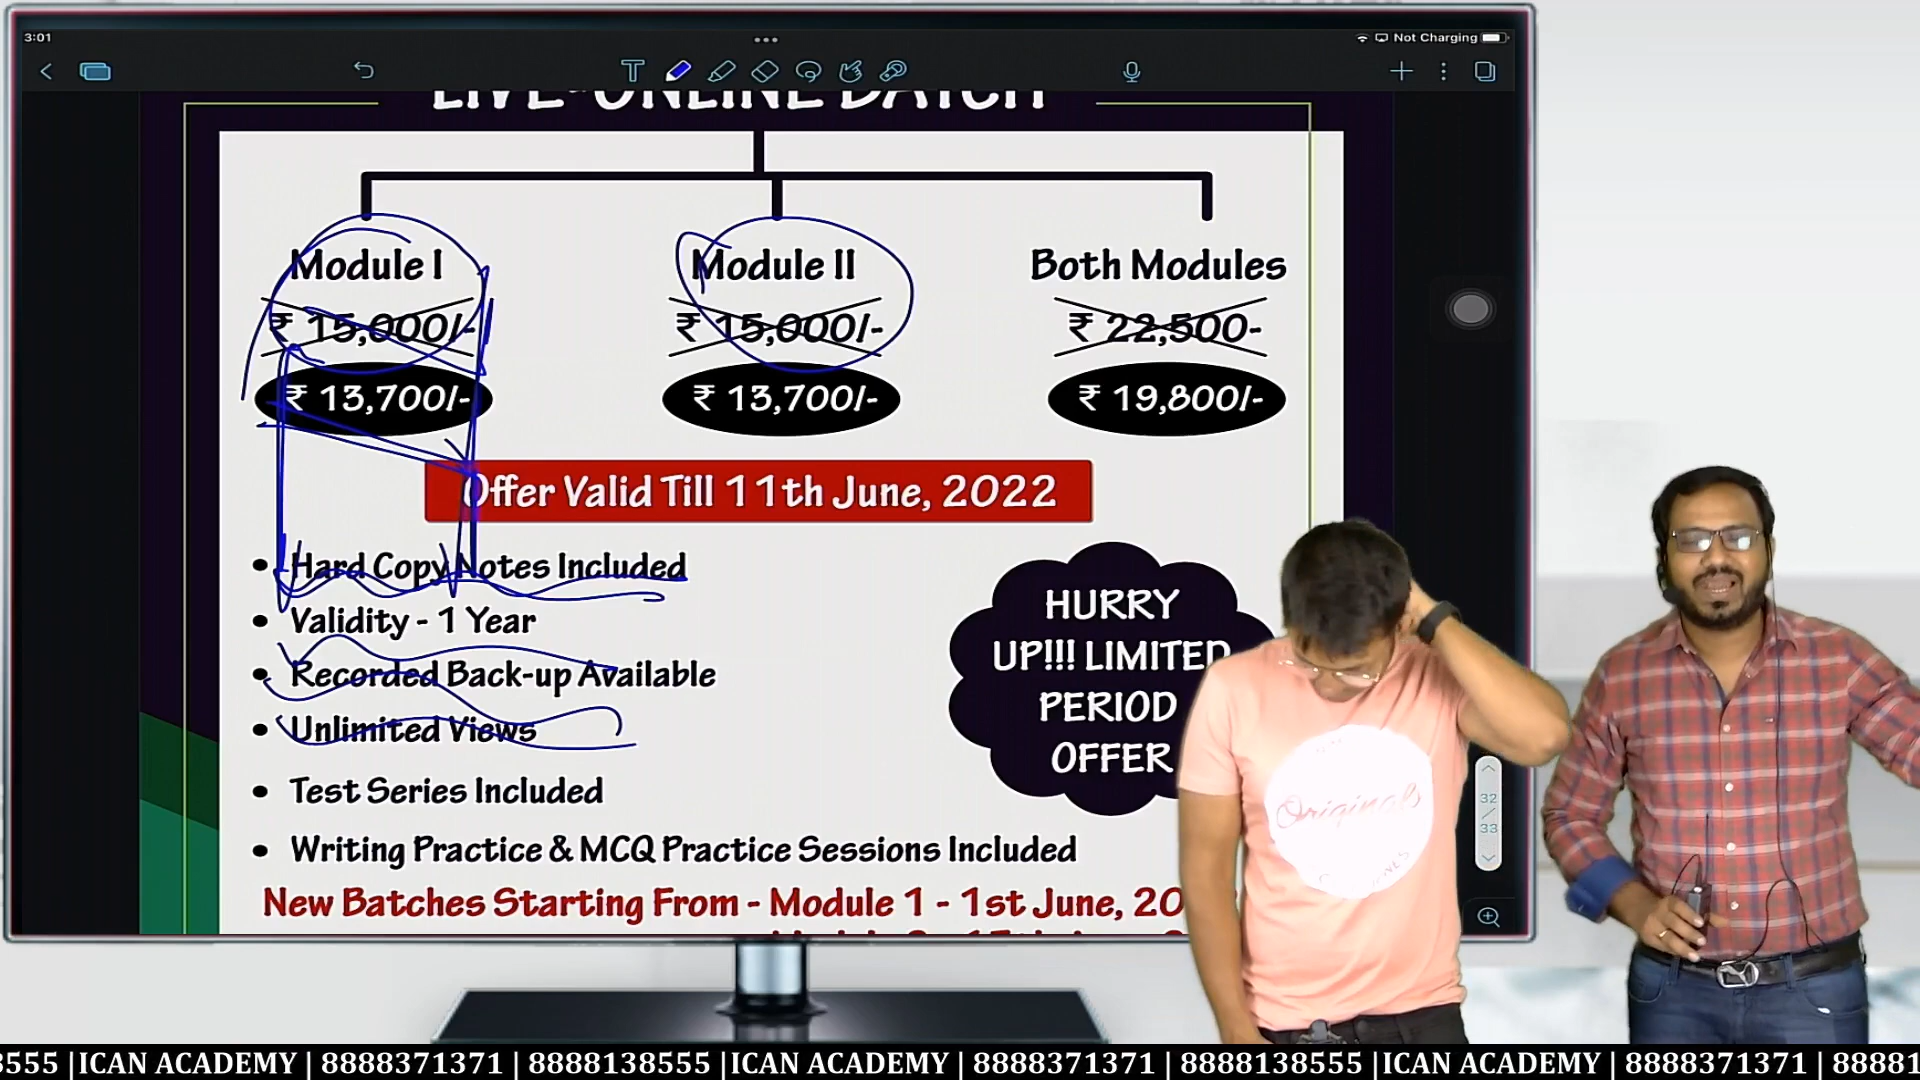 3:01
Not Charging
LIVE-ONLINE BATCH
Module I
Module II
Both Modules
₹ 15,000/-
₹ 15,000/-
₹ 22,500-
₹ 13,700/-
₹ 13,700/-
₹ 19,800/-
Offer Valid Till 11th June, 2022
• Hard Copy Notes Included
• Validity - 1 Year
• Recorded Back-up Available
• Unlimited Views
• Test Series Included
• Writing Practice & MCQ Practice Sessions Included
HURRY
UP!!! LIMITED
PERIOD
OFFER
New Batches Starting From - Module 1 - 1st June, 20
32
/
33
Originals
3555 |ICAN ACADEMY | 8888371371 | 8888138555 |ICAN ACADEMY | 8888371371 | 8888138555 |ICAN ACADEMY | 8888371371 | 88881